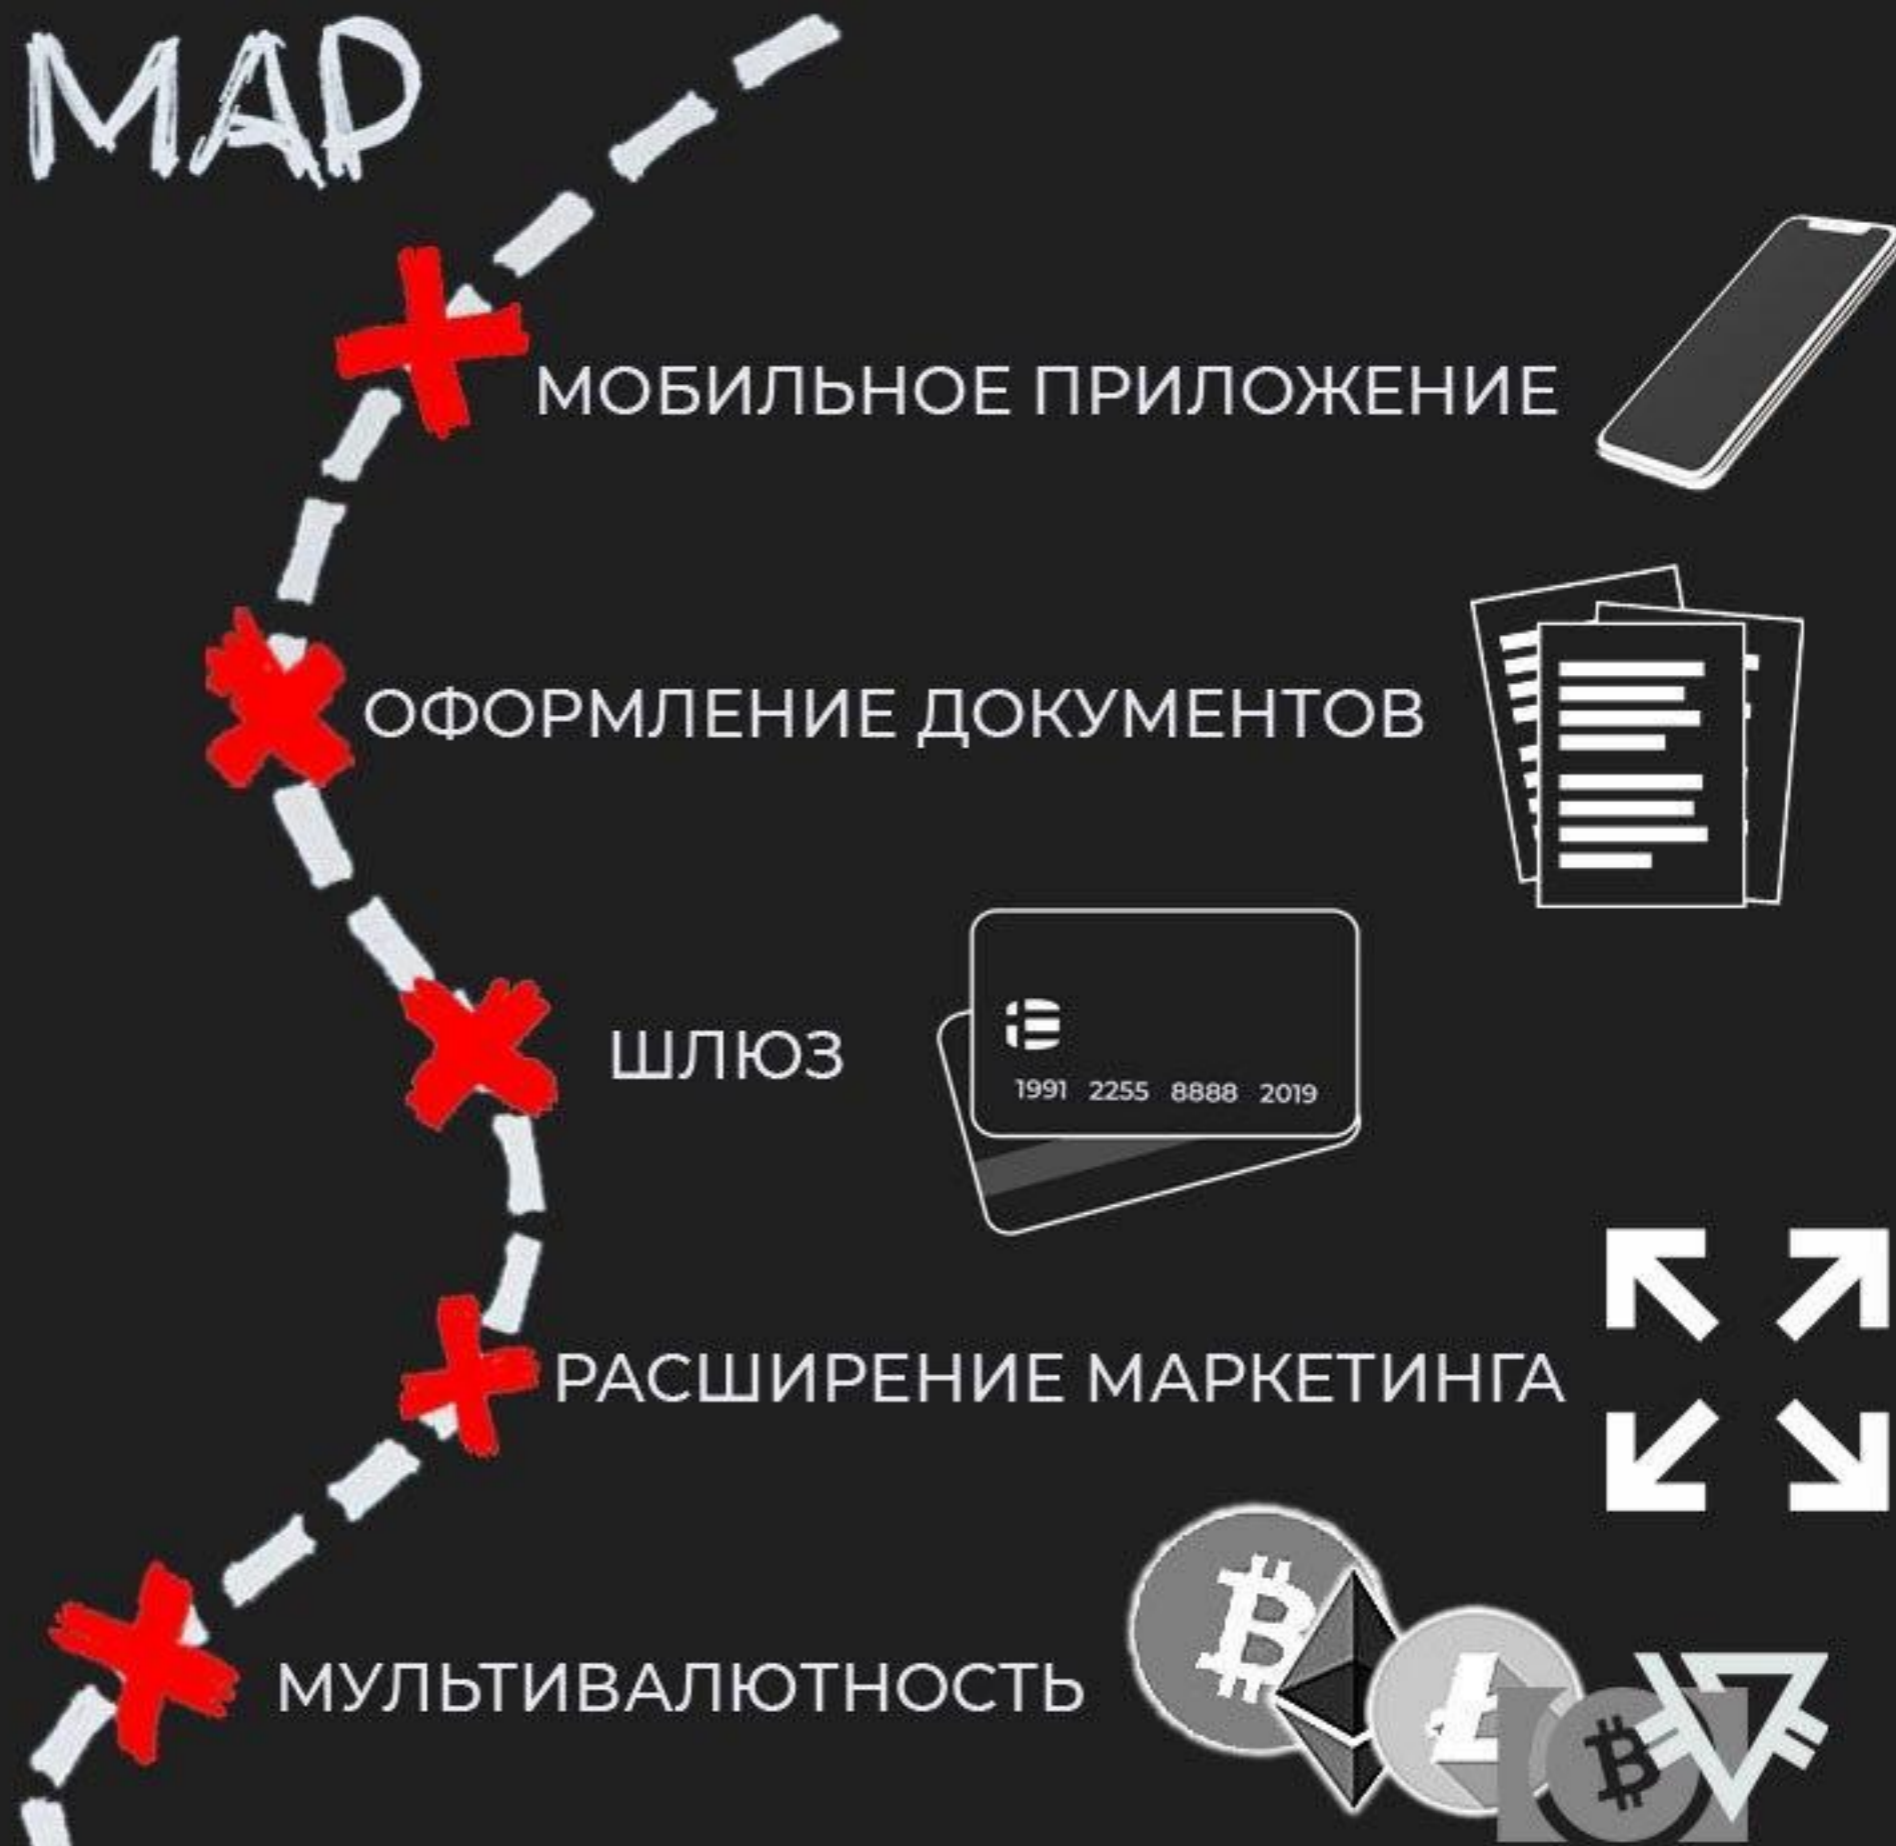 MAP
МОБИЛЬНОЕ ПРИЛОЖЕНИЕ
ОФОРМЛЕНИЕ ДОКУМЕНТОВ
ШЛЮЗ
1991 2255 8888 2019
РАСШИРЕНИЕ МАРКЕТИНГА
МУЛЬТИВАЛЮТНОСТЬ